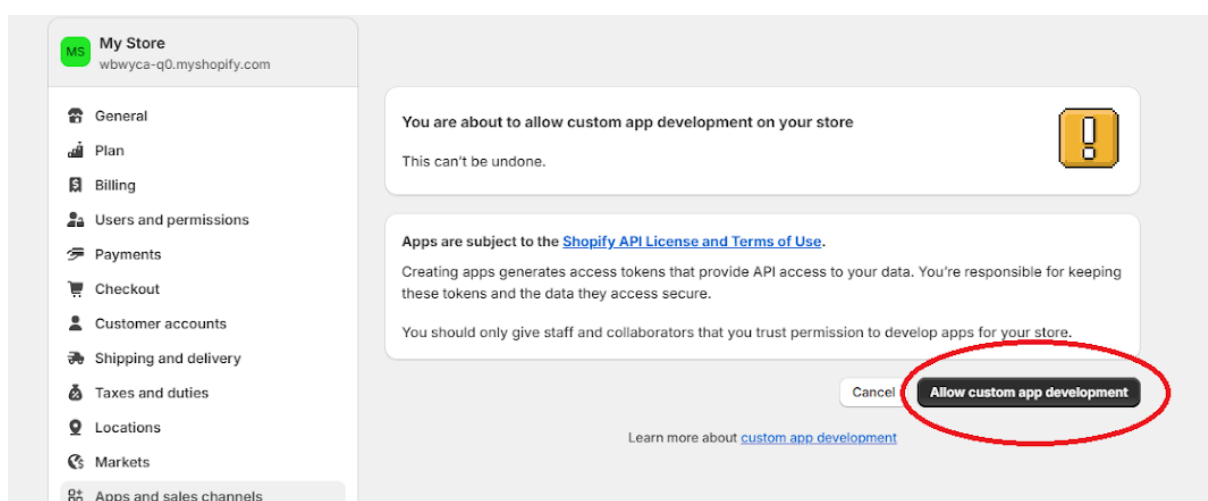 MS
My Store
wbwyca-q0.myshopify.com
General
Plan
Billing
Users and permissions
Payments
Checkout
Customer accounts
Shipping and delivery
Taxes and duties
Locations
Markets
Apps and sales channels
You are about to allow custom app development on your store
This can't be undone.
Apps are subject to the Shopify API License and Terms of Use.
Creating apps generates access tokens that provide API access to your data. You're responsible for keeping
these tokens and the data they access secure.
You should only give staff and collaborators that you trust permission to develop apps for your store.
Cancel
Allow custom app development
Learn more about custom app development